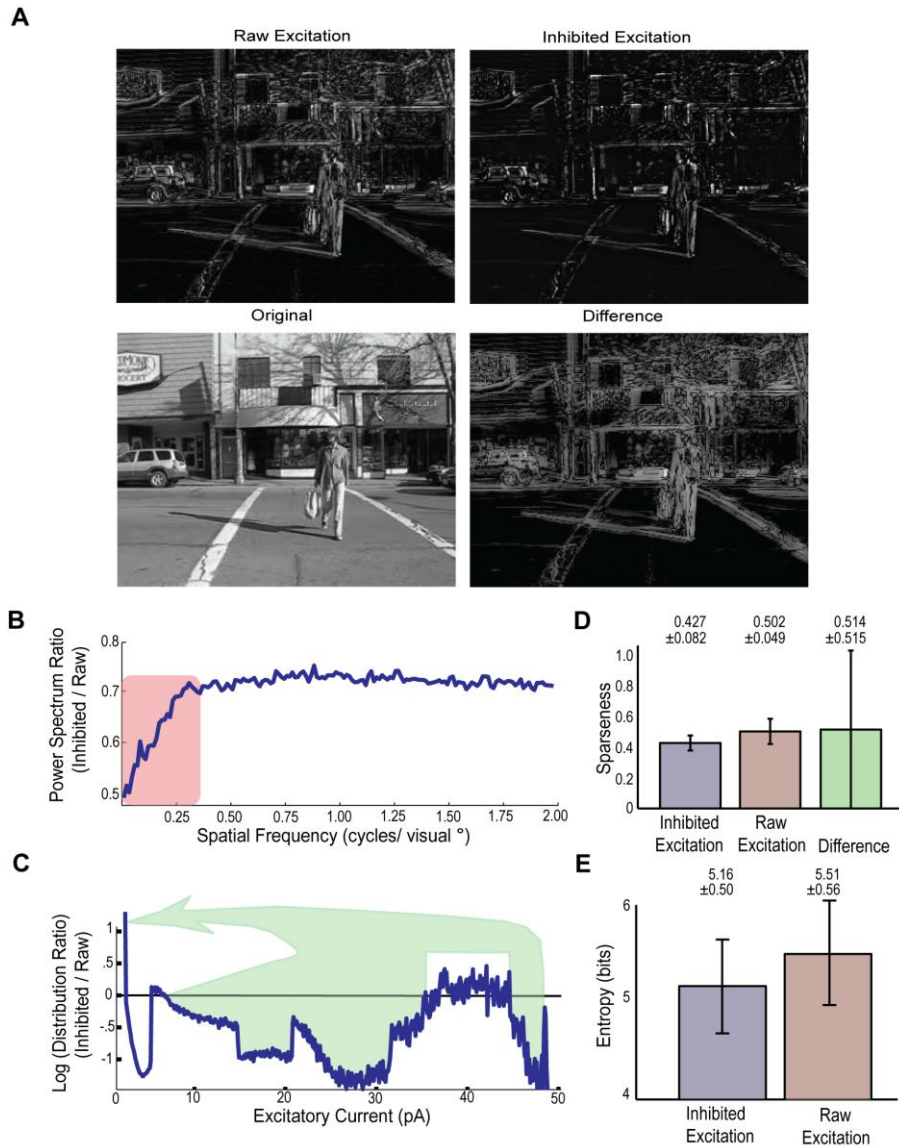 A
Raw Excitation
Inhibited Excitation
Original
Difference
GROCERY
B
Power Spectrum Ratio
(Inhibited / Raw)
0.8
0.7
0.6
0.5
0.25
0.50
0.75
1.00
1.25
1.50
1.75
2.00
Spatial Frequency (cycles/ visual °)
C
Log (Distribution Ratio)
(Inhibited / Raw)
1
.5
0
-.5
-1
0
10
20
30
40
50
Excitatory Current (pA)
D
0.427
±0.082
0.502
±0.049
0.514
±0.515
Sparseness
1.0
0.8
0.6
0.4
0.2
0
Inhibited
Excitation
Raw
Excitation
Difference
E
5.16
±0.50
5.51
±0.56
Entropy (bits)
6
5
4
Inhibited
Excitation
Raw
Excitation